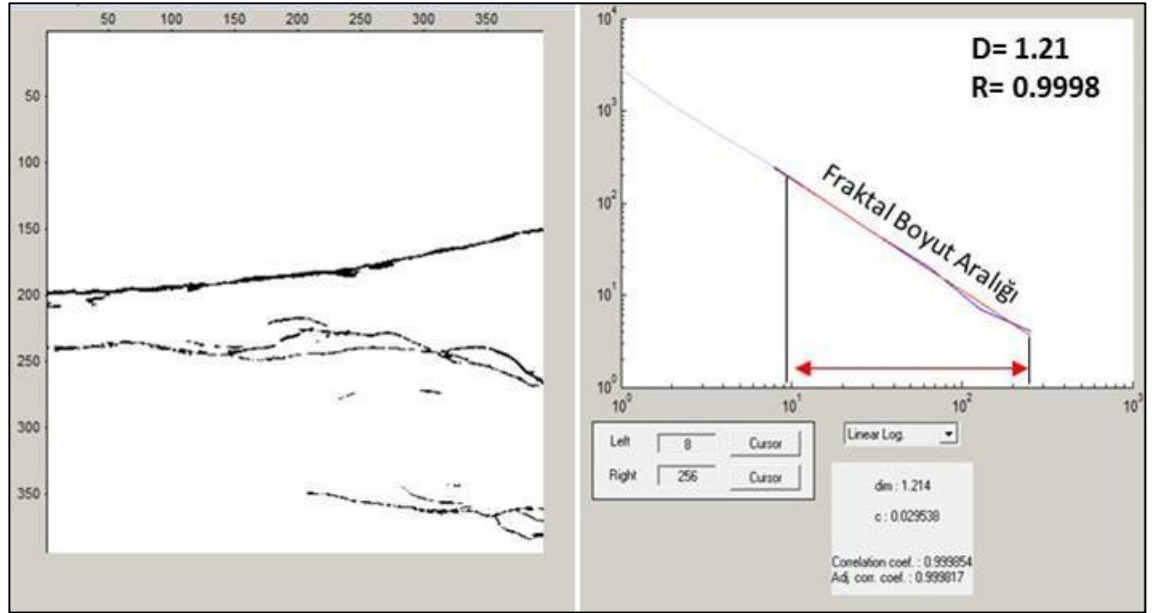 50 100 150 200 250 300 350
50
100
150
200
250
300
350
D= 1.21
R= 0.9998
Fraktal Boyut Aralığı
10^4
10^3
10^2
10^1
10^0
10^0 10^1 10^2 10^3
Left 8 Cursor
Right 256 Cursor
Linear Log.
dim : 1.214
c : 0.029538
Correlation coef. : 0.999854
Adj. corr. coef. : 0.999817